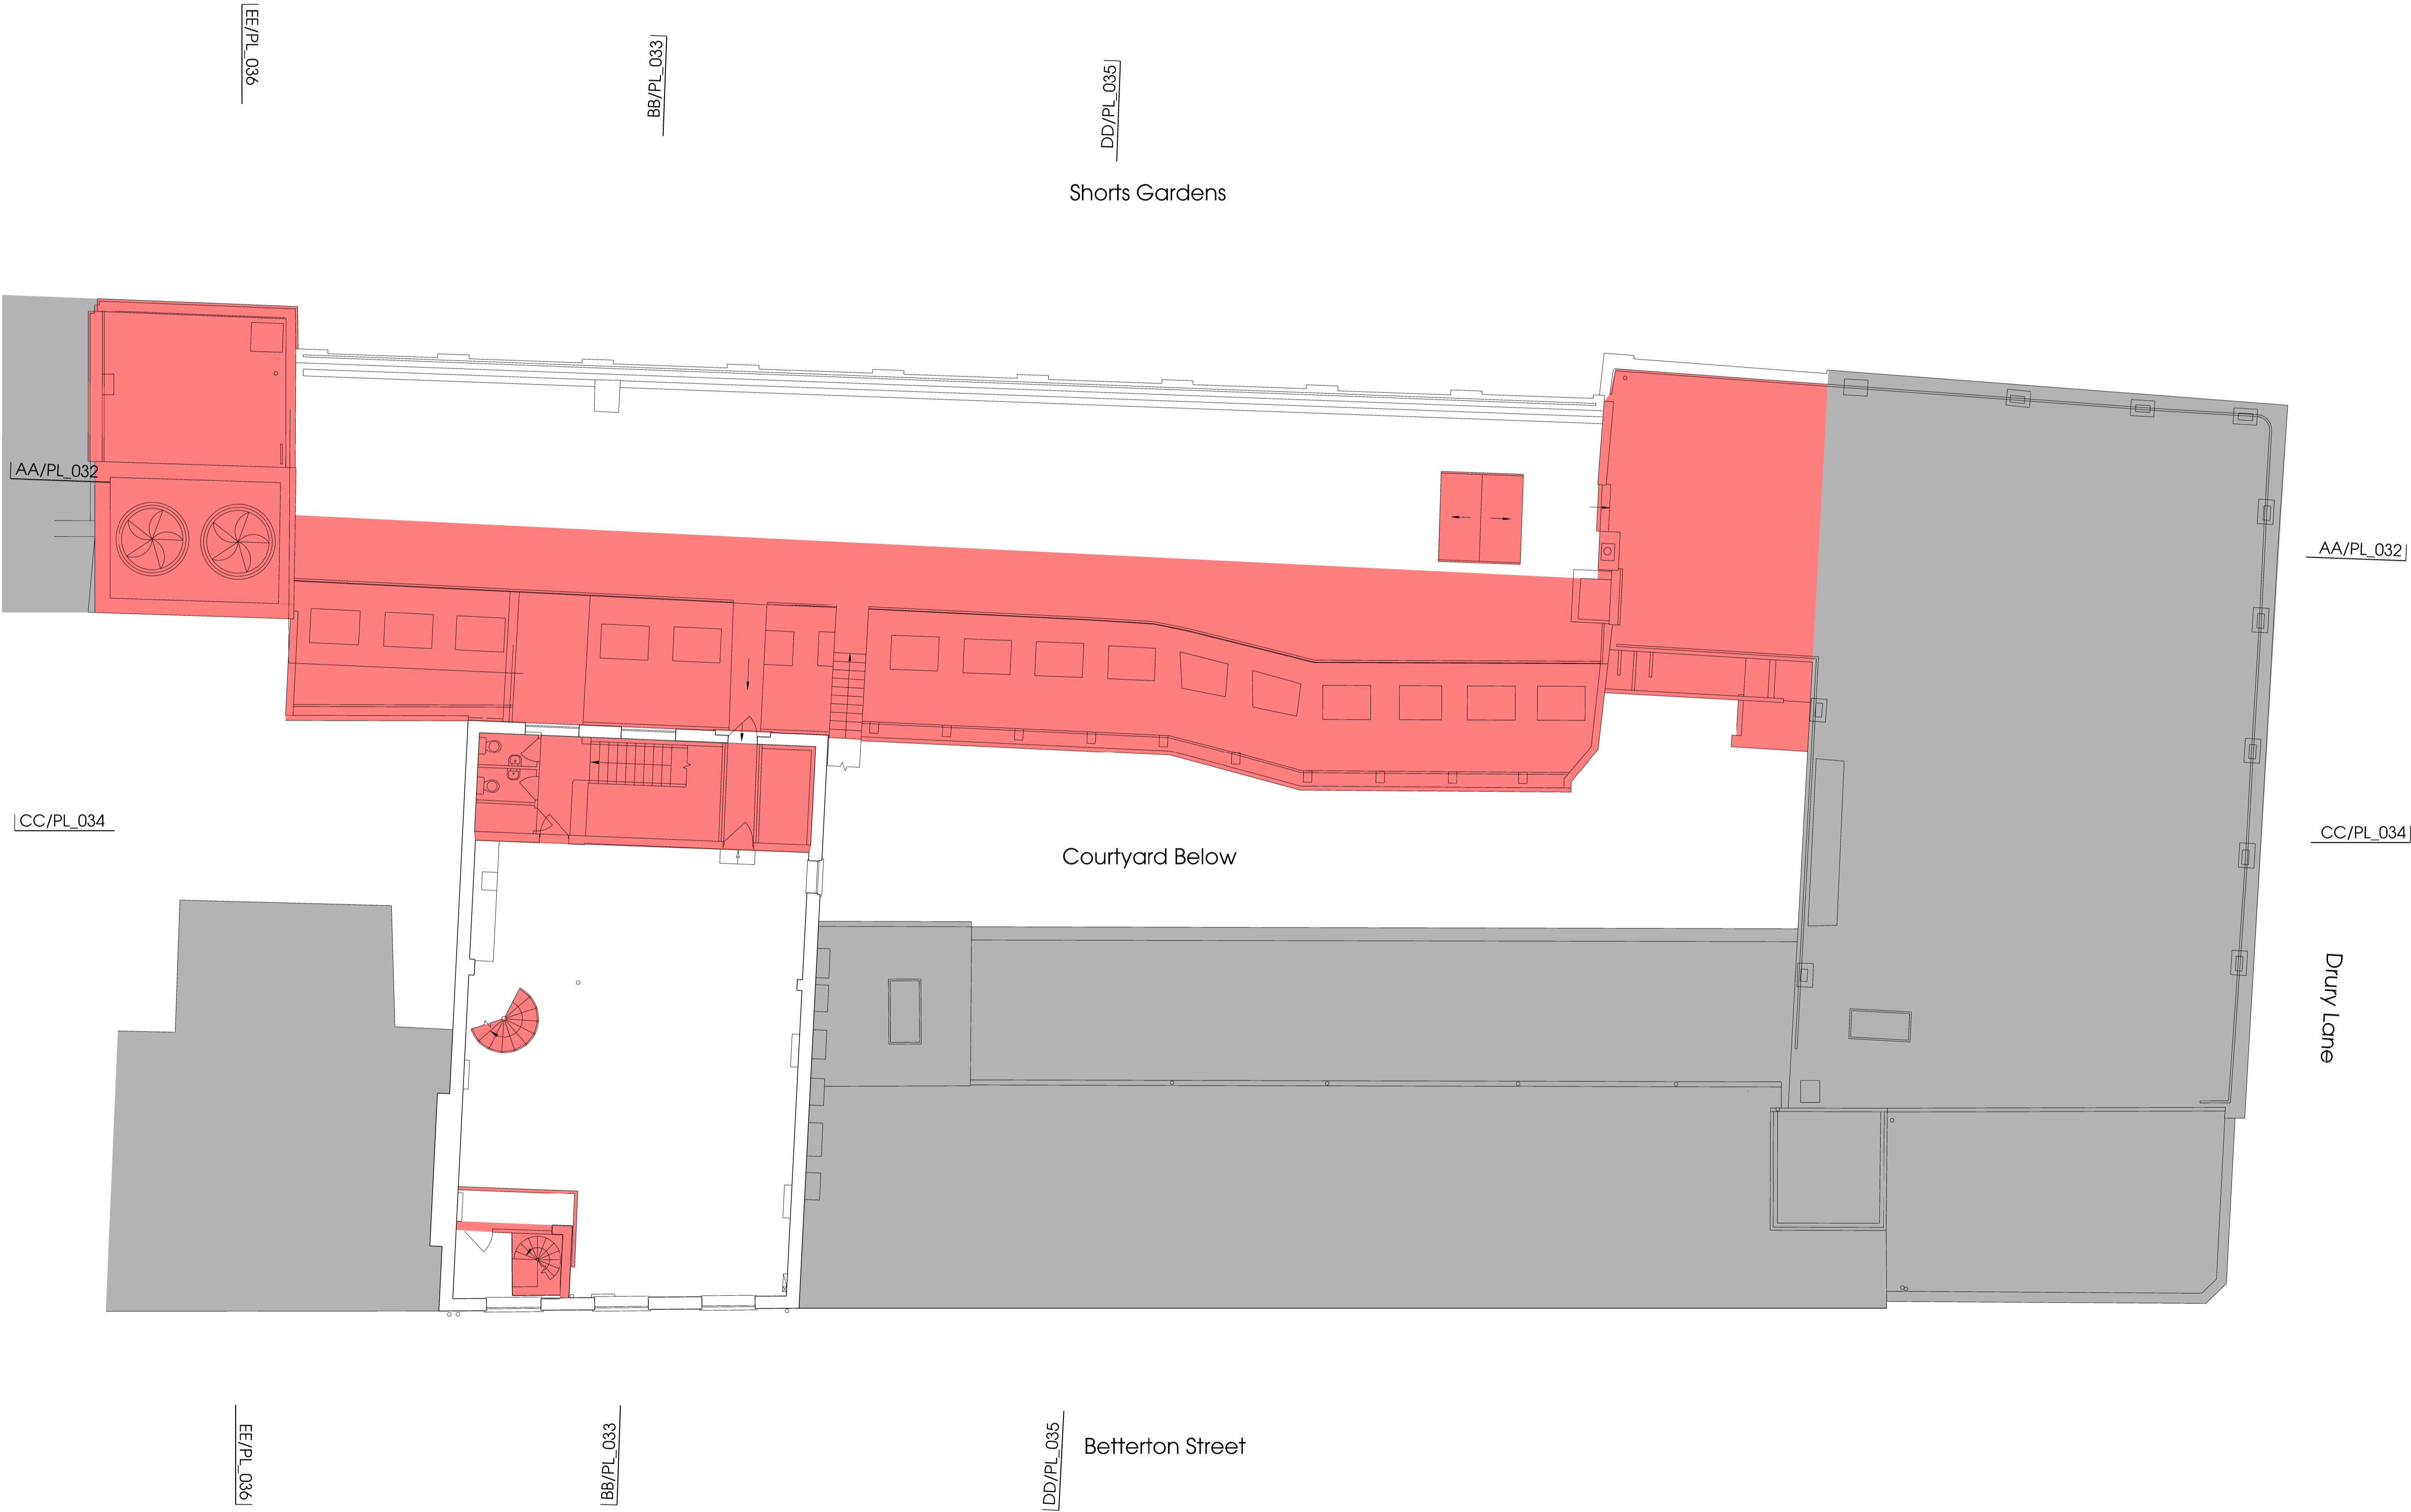 EE/PL_036
BB/PL_033
DD/PL_035
Shorts Gardens
AA/PL_032
AA/PL_032
CC/PL_034
CC/PL_034
Courtyard Below
Drury Lane
EE/PL_036
BB/PL_033
DD/PL_035
Betterton Street